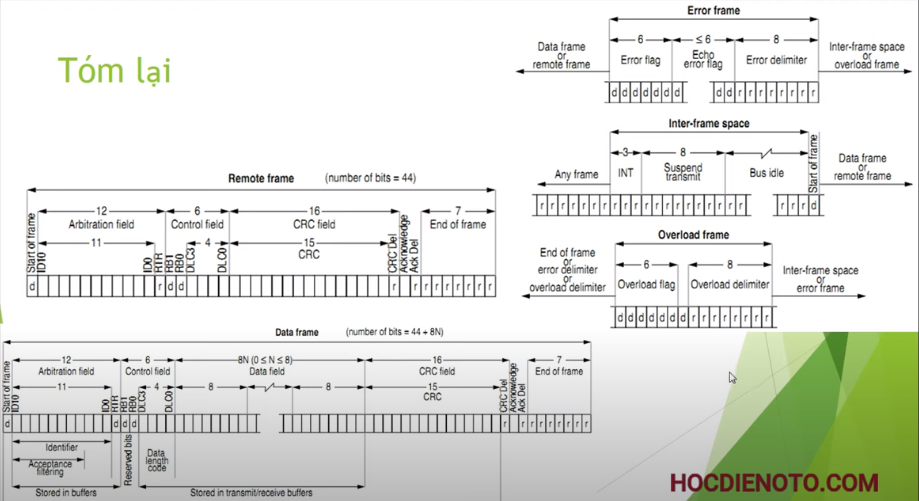 Tóm lại
Error frame
6
≤ 6
8
Data frame
or
remote frame
Error flag
Echo
error flag
Error delimiter
Inter-frame space
or
overload frame
d d d d d d d
d d r r r r r r r
Inter-frame space
3
8
Any frame
INT
Suspend
transmit
Bus idle
Start of frame
Data frame
or
remote frame
r r r r r r r r r r r r r r r r r r
r r r d
Overload frame
End of frame
or
error delimiter
or
overload delimiter
6
8
Overload flag
Overload delimiter
Inter-frame space
or
error frame
d d d d d d d r r r r r r r r
Remote frame (number of bits = 44)
12
6
16
7
Arbitration field
Control field
CRC field
End of frame
11
4
15
CRC
Start of frame
ID10
ID0
RTR
RB1
RB0
DLC3
DLC0
CRC Del
Acknowledge
Ack Del
d
r d d
r
r r r r r r r r
Data frame (number of bits = 44 + 8N)
12
6
8N (0 ≤ N ≤ 8)
16
7
Arbitration field
Control field
Data field
CRC field
End of frame
11
4
8
8
15
CRC
Start of frame
ID10
ID0
RTR
RB1
RB0
DLC3
DLC0
CRC Del
Acknowledge
Ack Del
d
d d d
r
r r r r r r r r
Identifier
Acceptance
filtering
Reserved bits
Data
length
code
Stored in buffers
Stored in transmit/receive buffers
HOCDIENOTO.COM